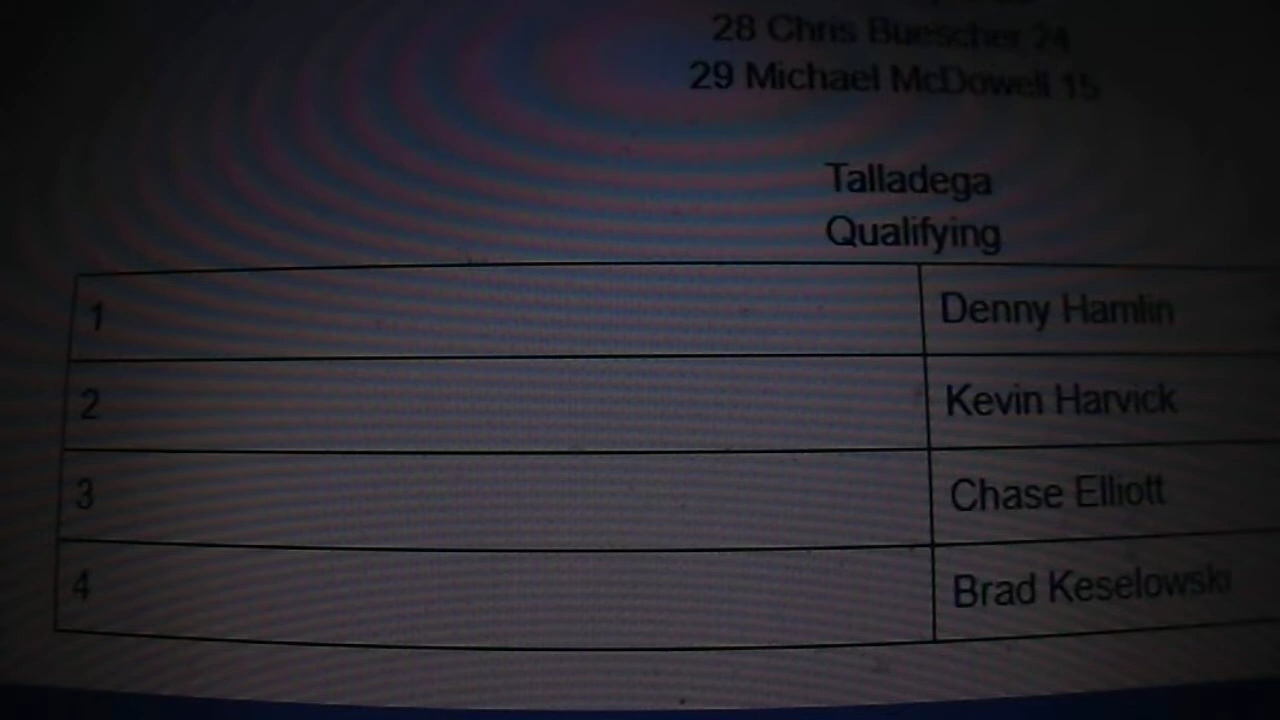 28 Chris Buescher 24
29 Michael McDowell 15
Talladega
Qualifying
1 Denny Hamlin
2 Kevin Harvick
3 Chase Elliott
4 Brad Keselowski